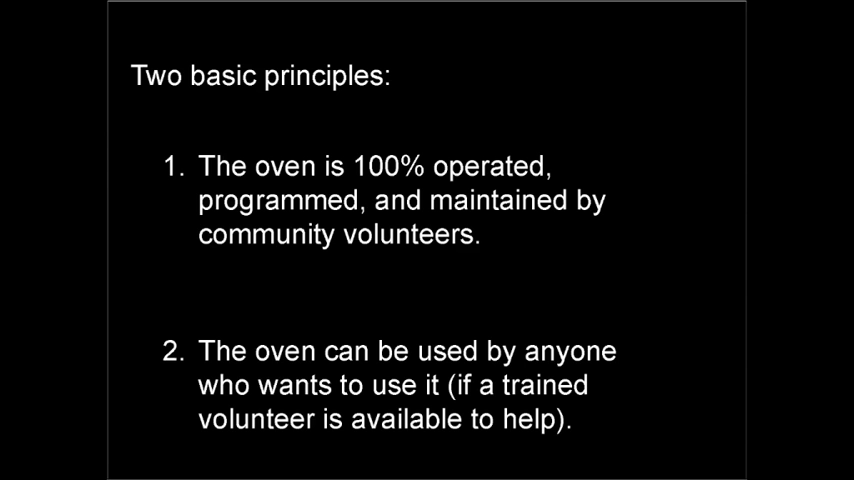 Two basic principles:
1. The oven is 100% operated,
programmed, and maintained by
community volunteers.
2. The oven can be used by anyone
who wants to use it (if a trained
volunteer is available to help).